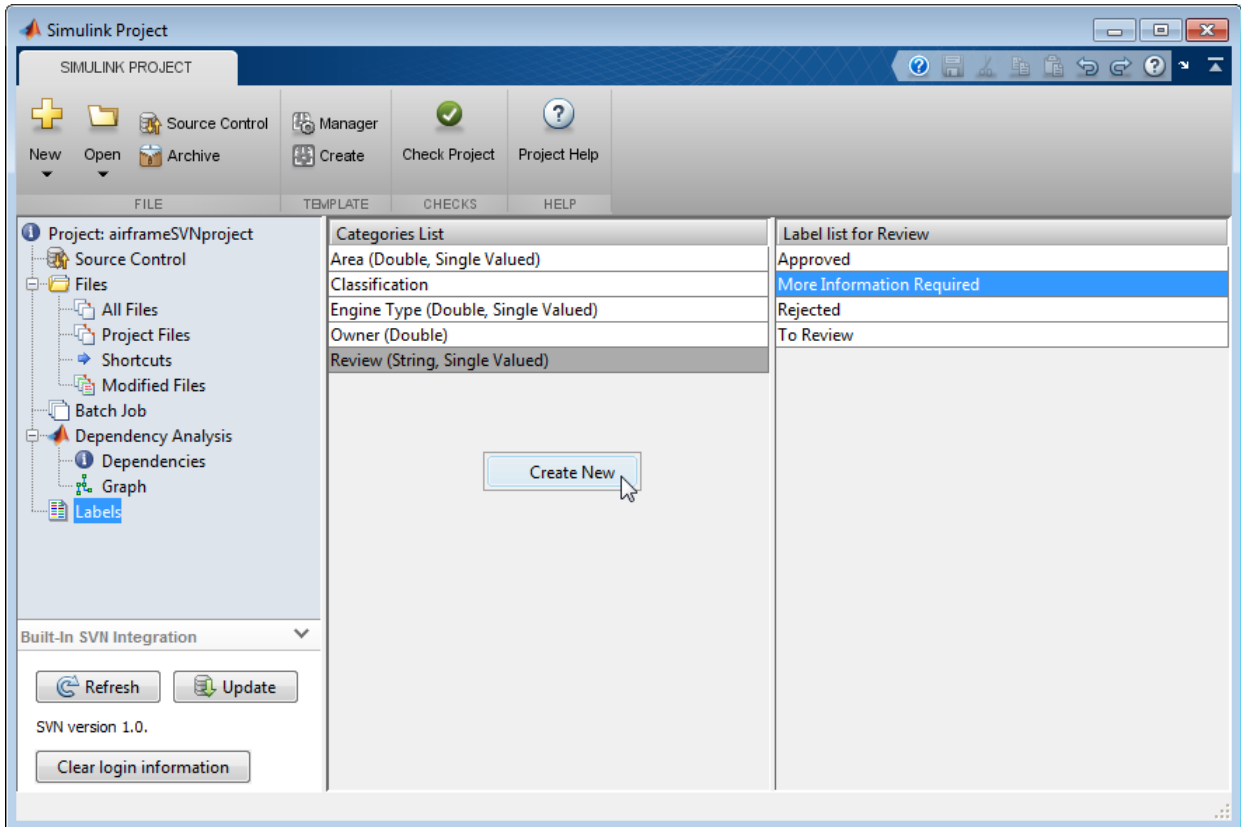 Simulink Project
SIMULINK PROJECT
New
Open
Source Control
Archive
FILE
Manager
Create
TEMPLATE
Check Project
CHECKS
Project Help
HELP
Project: airframeSVNproject
Source Control
Files
All Files
Project Files
Shortcuts
Modified Files
Batch Job
Dependency Analysis
Dependencies
Graph
Labels
Built-In SVN Integration
Refresh
Update
SVN version 1.0.
Clear login information
Categories List
Area (Double, Single Valued)
Classification
Engine Type (Double, Single Valued)
Owner (Double)
Review (String, Single Valued)
Create New
Label list for Review
Approved
More Information Required
Rejected
To Review